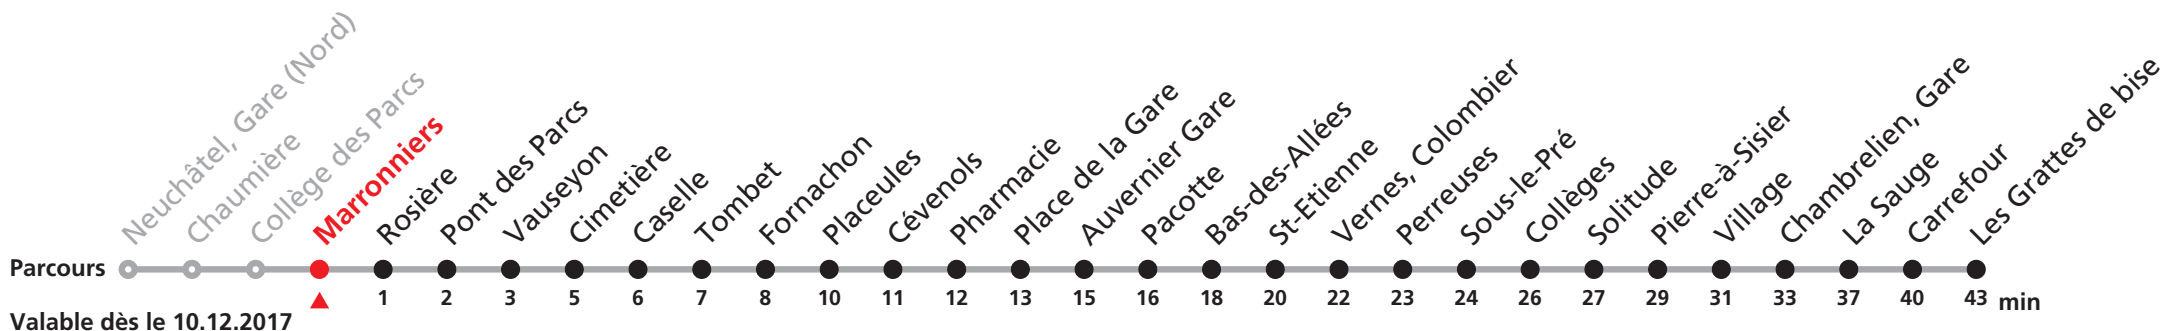 Neuchâtel, Gare (Nord)
Chaumière
Collège des Parcs
Marronniers
Rosière
Pont des Parcs
Vauseyon
Cimetière
Caselle
Tombet
Fornachon
Placeules
Cévenols
Pharmacie
Place de la Gare
Auvernier Gare
Pacotte
Bas-des-Allées
St-Etienne
Vernes, Colombier
Perreuses
Sous-le-Pré
Collèges
Solitude
Pierre-à-Sisier
Village
Chambrelien, Gare
La Sauge
Carrefour
Les Grattes de bise
Parcours
1 2 3 5 6 7 8 10 11 12 13 15 16 18 20 22 23 24 26 27 29 31 33 37 40 43 min
Valable dès le 10.12.2017